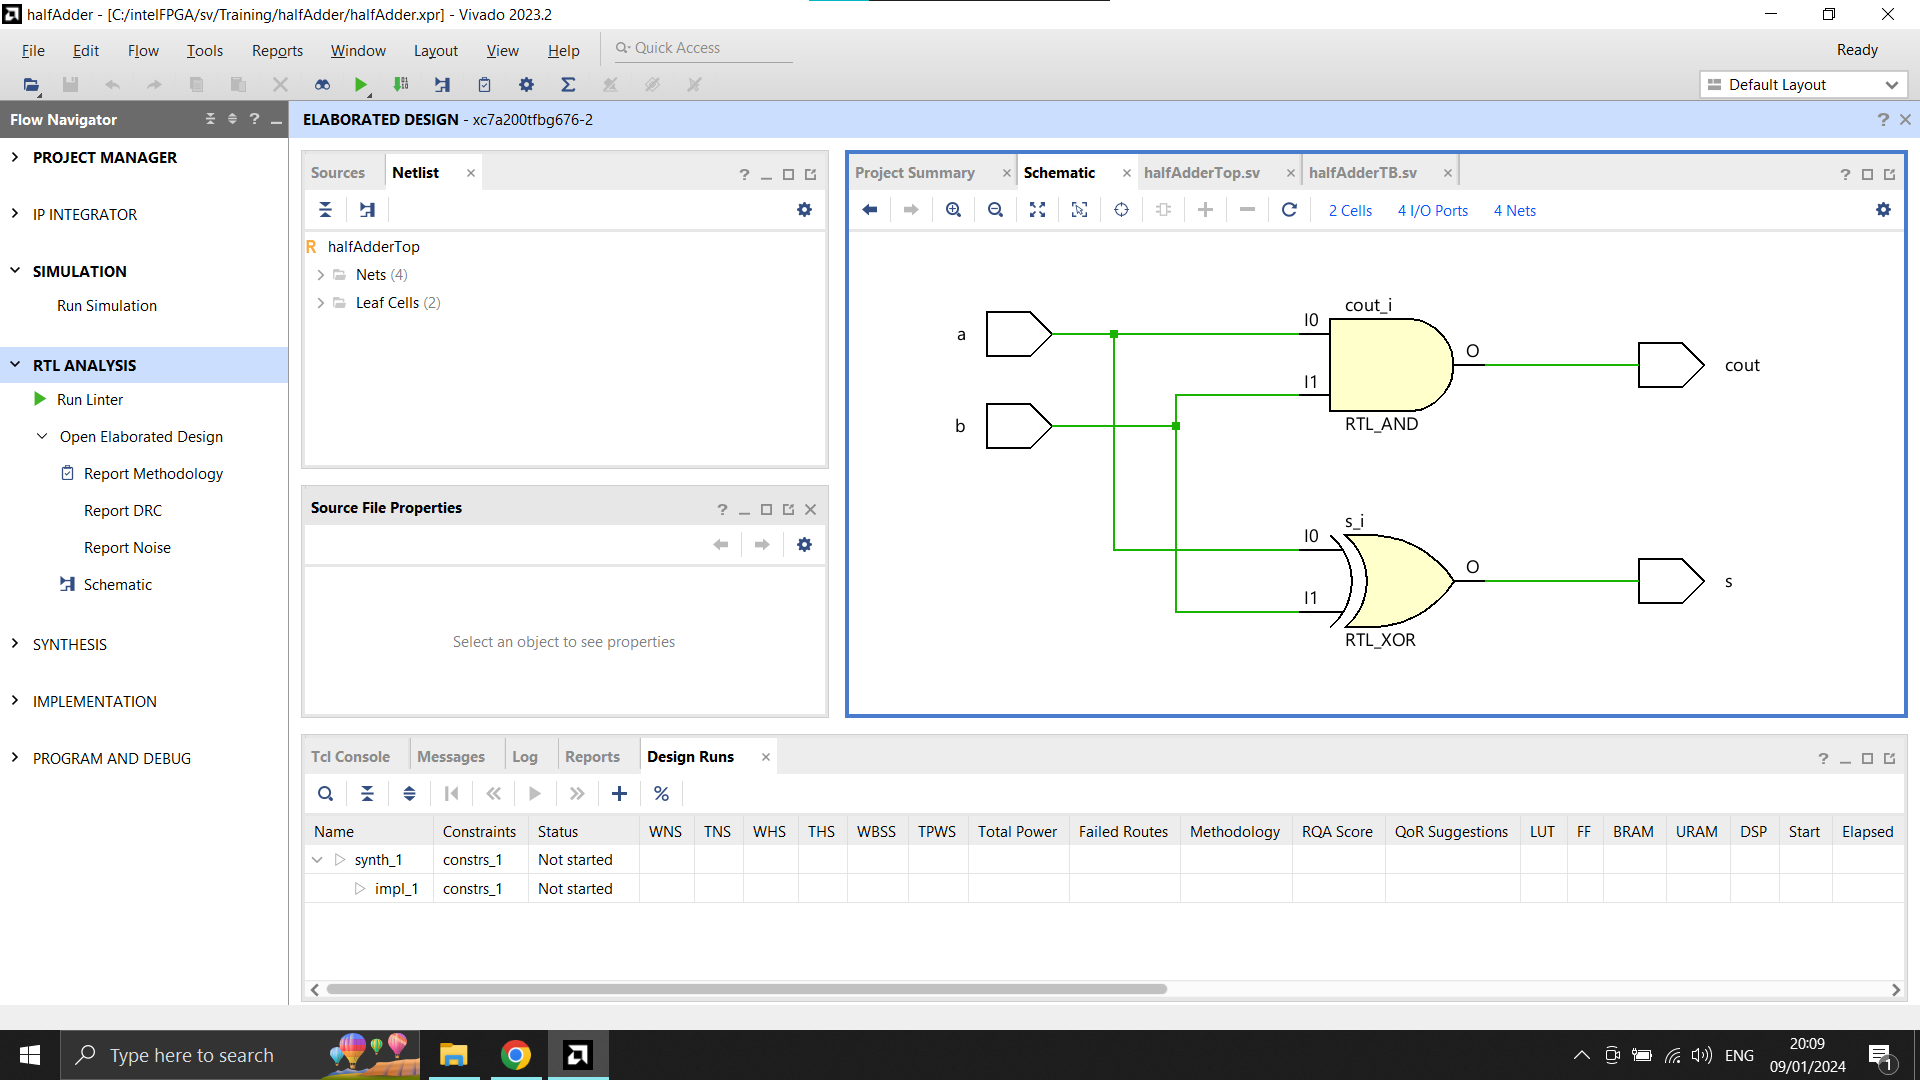 halfAdder - [C:/intelFPGA/sv/Training/halfAdder/halfAdder.xpr] - Vivado 2023.2
File Edit Flow Tools Reports Window Layout View Help Quick Access Ready
Default Layout
Flow Navigator ?
PROJECT MANAGER
IP INTEGRATOR
SIMULATION
Run Simulation
RTL ANALYSIS
Run Linter
Open Elaborated Design
Report Methodology
Report DRC
Report Noise
Schematic
SYNTHESIS
IMPLEMENTATION
PROGRAM AND DEBUG
ELABORATED DESIGN - xc7a200tfbg676-2 ?
Sources Netlist ?
R halfAdderTop
Nets (4)
Leaf Cells (2)
Source File Properties ?
Select an object to see properties
Project Summary Schematic halfAdderTop.sv halfAdderTB.sv ?
2 Cells 4 I/O Ports 4 Nets
cout_i
I0
a
O
cout
I1
RTL_AND
b
s_i
I0
O
s
I1
RTL_XOR
Tcl Console Messages Log Reports Design Runs ?
%
Name Constraints Status WNS TNS WHS THS WBSS TPWS Total Power Failed Routes Methodology RQA Score QoR Suggestions LUT FF BRAM URAM DSP Start Elapsed
synth_1 constrs_1 Not started
impl_1 constrs_1 Not started
Type here to search
ENG
20:09
09/01/2024
1